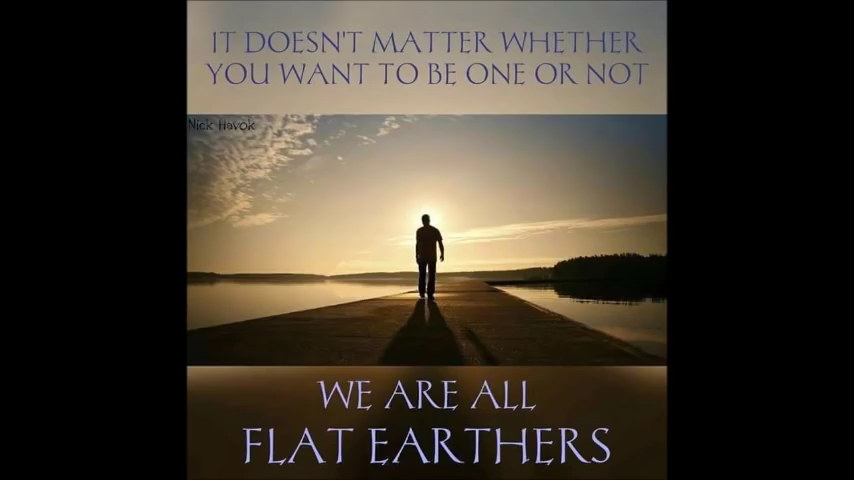 IT DOESN'T MATTER WHETHER
YOU WANT TO BE ONE OR NOT
Nick Havok
WE ARE ALL
FLAT EARTHERS